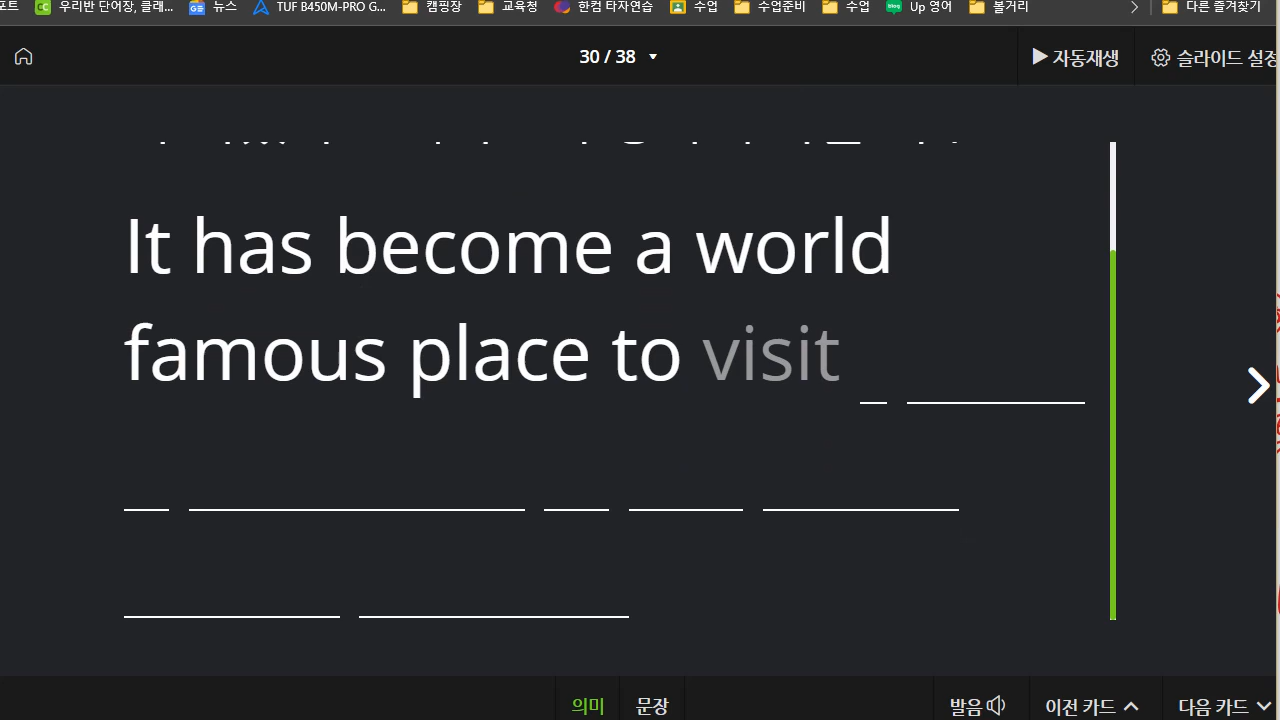 포트 우리반 단어장, 클래... 뉴스 TUF B450M-PRO G... 캠핑장 교육청 한컴 타자연습 수업 수업준비 수업 Up 영어 볼거리 다른 즐겨찾기
30 / 38 자동재생 슬라이드 설정
It has become a world
famous place to visit
의미 문장 발음 이전 카드 다음 카드